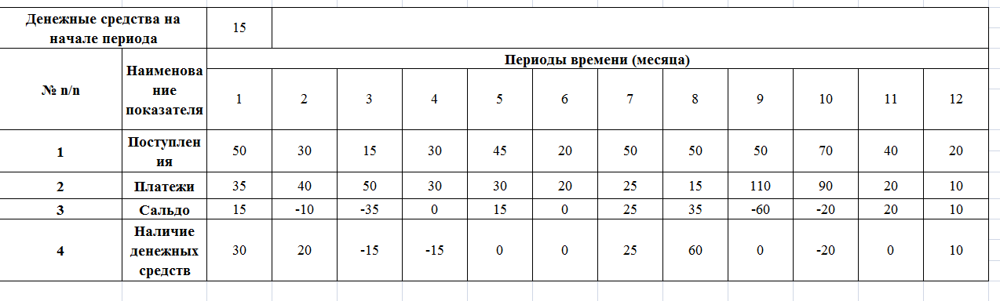 Денежные средства на
начале периода
15
№ n/n
Наименова
ние
показателя
Периоды времени (месяца)
1 2 3 4 5 6 7 8 9 10 11 12
1
Поступлен
ия
50 30 15 30 45 20 50 50 50 70 40 20
2 Платежи 35 40 50 30 30 20 25 15 110 90 20 10
3 Сальдо 15 -10 -35 0 15 0 25 35 -60 -20 20 10
4
Наличие
денежных
средств
30 20 -15 -15 0 0 25 60 0 -20 0 10